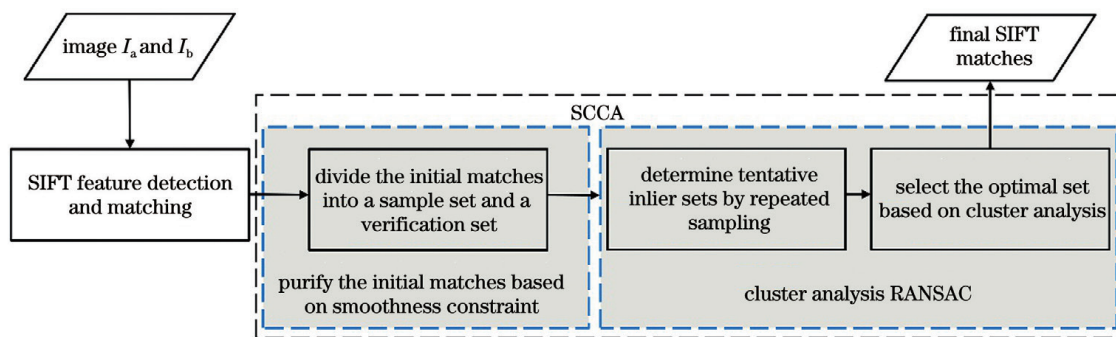 image Ia and Ib
final SIFT
matches
SCCA
SIFT feature detection
and matching
divide the initial matches
into a sample set and a
verification set
purify the initial matches based
on smoothness constraint
determine tentative
inlier sets by repeated
sampling
select the optimal set
based on cluster analysis
cluster analysis RANSAC